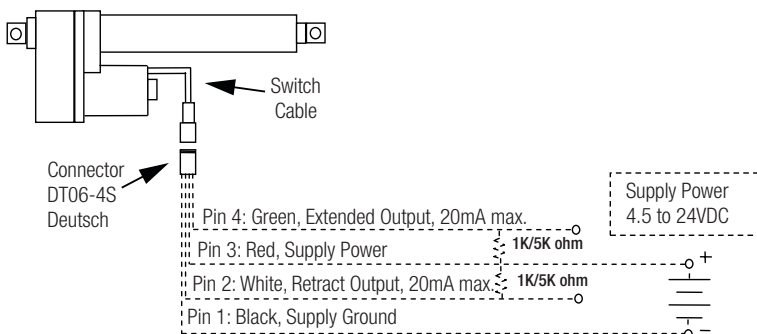 Switch
Cable
Connector
DT06-4S
Deutsch
Supply Power
4.5 to 24VDC
Pin 4: Green, Extended Output, 20mA max.
1K/5K ohm
Pin 3: Red, Supply Power
+
Pin 2: White, Retract Output, 20mA max.
1K/5K ohm
Pin 1: Black, Supply Ground
–